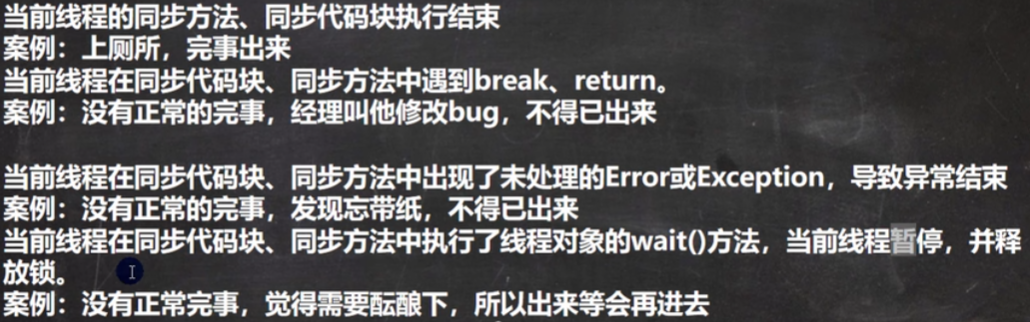 当前线程的同步方法、同步代码块执行结束
案例：上厕所，完事出来
当前线程在同步代码块、同步方法中遇到break、return。
案例：没有正常的完事，经理叫他修改bug，不得已出来
当前线程在同步代码块、同步方法中出现了未处理的Error或Exception，导致异常结束
案例：没有正常的完事，发现忘带纸，不得已出来
当前线程在同步代码块、同步方法中执行了线程对象的wait()方法，当前线程暂停，并释
放锁。
案例：没有正常完事，觉得需要酝酿下，所以出来等会再进去